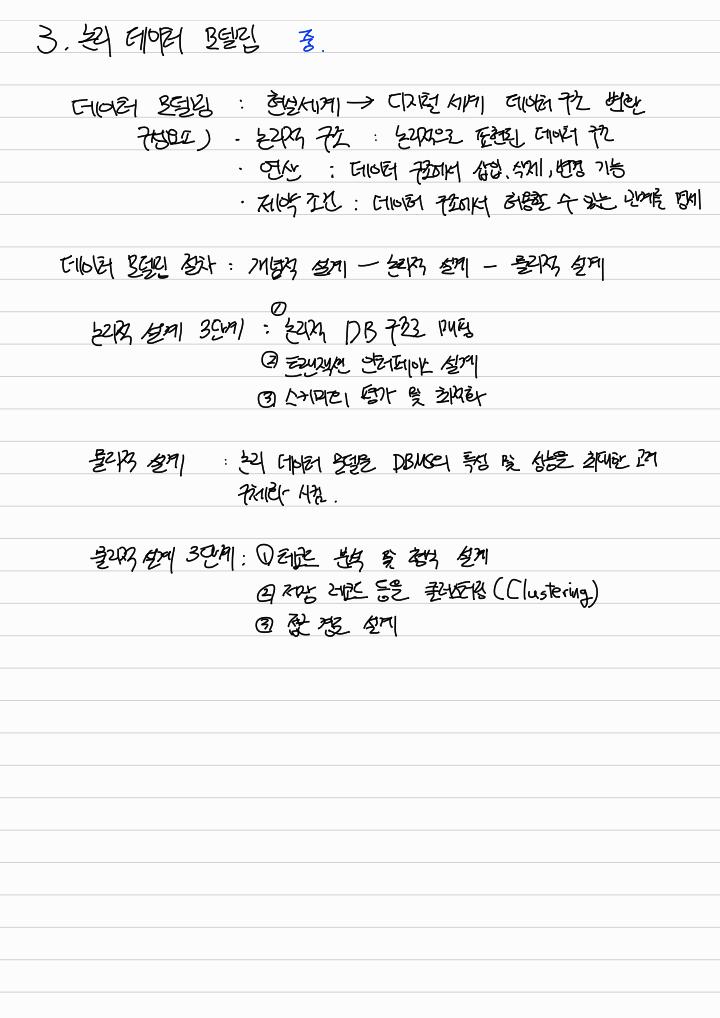 3. 논리 데이터 모델링 중.
데이터 모델링 : 현실세계 → 디지털 세계 데이터 구조 변환
구성요소) · 논리적 구조 : 논리적으로 표현된 데이터 구조
· 연산 : 데이터 구조에서 삽입, 삭제, 변경 기능
· 제약 조건 : 데이터 구조에서 허용할 수 있는 관계를 명세
데이터 모델링 절차 : 개념적 설계 – 논리적 설계 – 물리적 설계
논리적 설계 3단계 : ① 논리적 DB 구조로 매핑
② 트랜잭션 인터페이스 설계
③ 스키마의 평가 및 최적화
물리적 설계 : 논리 데이터 모델을 DBMS의 특성 및 성능을 최대한 고려
구체화 시킴.
물리적 설계 3단계 : ① 레코드 분석 및 형식 설계
② 저장 레코드 등을 클러스터링 (Clustering)
③ 접근 경로 설계